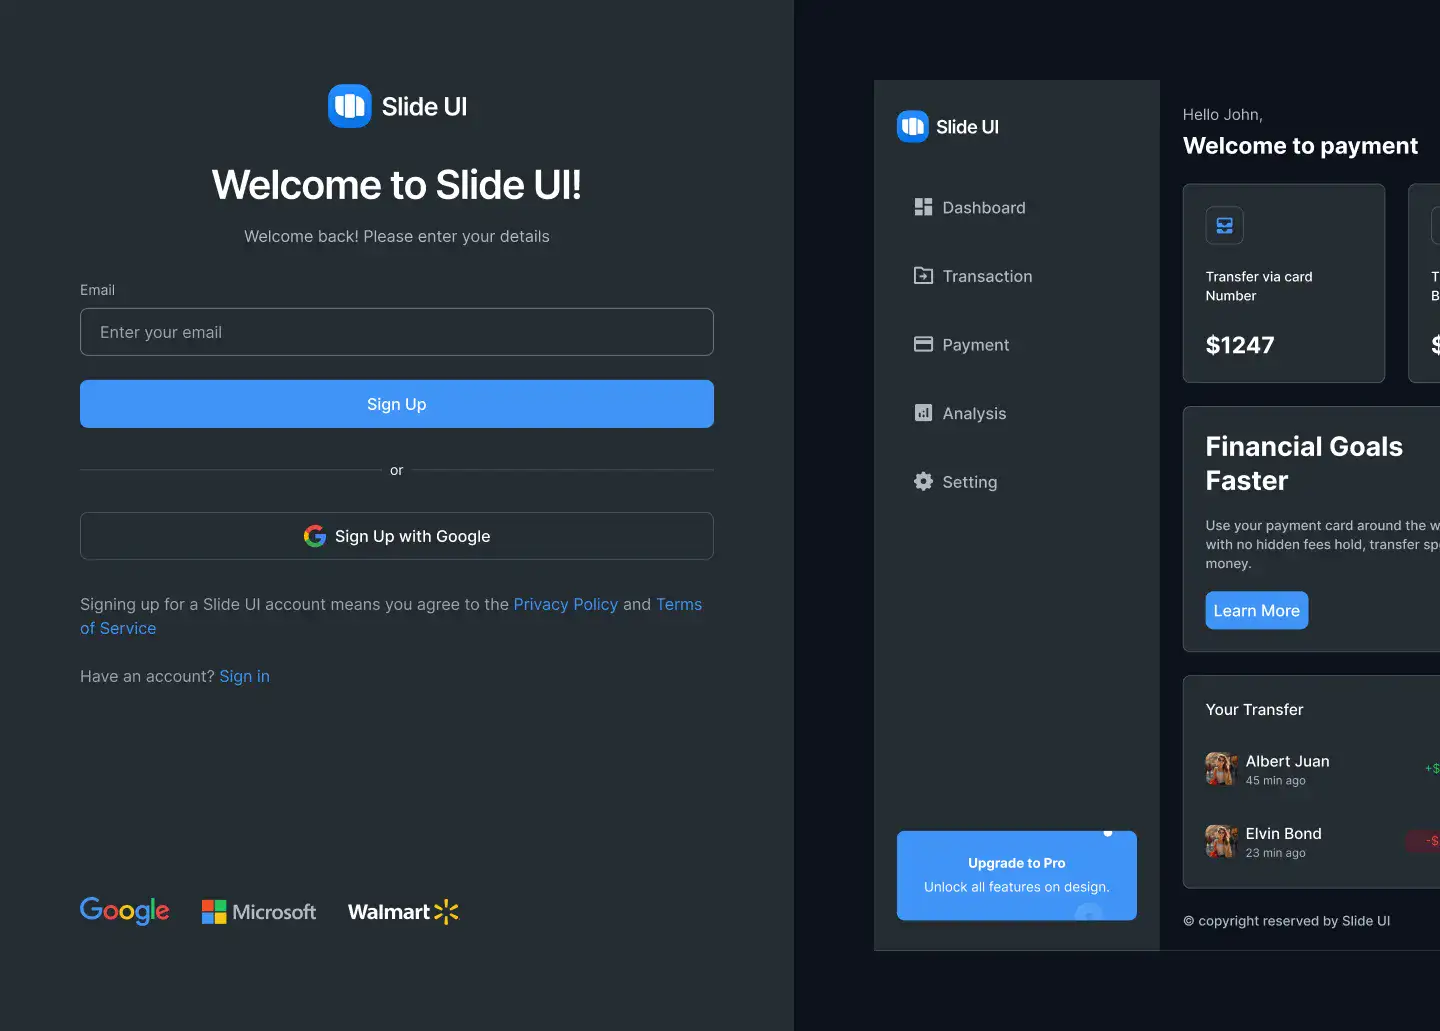 Slide UI
Welcome to Slide UI!
Welcome back! Please enter your details
Email
Enter your email
Sign Up
or
Sign Up with Google
Signing up for a Slide UI account means you agree to the Privacy Policy and Terms
of Service
Have an account? Sign in
Google
Microsoft
Walmart
Slide UI
Dashboard
Transaction
Payment
Analysis
Setting
Upgrade to Pro
Unlock all features on design.
Hello John,
Welcome to payment
Transfer via card
Number
$1247
T
B
$
Financial Goals
Faster
Use your payment card around the w
with no hidden fees hold, transfer sp
money.
Learn More
Your Transfer
Albert Juan
45 min ago
+$
Elvin Bond
23 min ago
-$
© copyright reserved by Slide UI